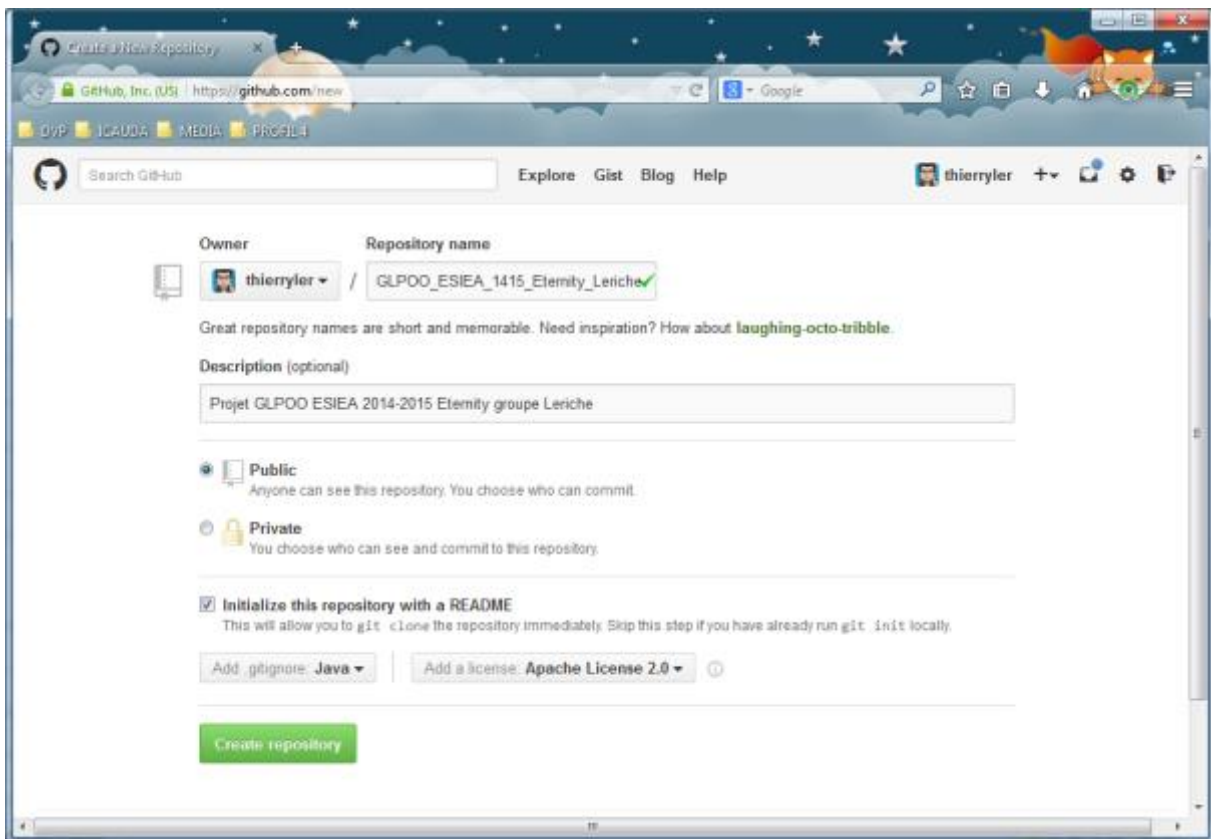 Create a New Repository
GitHub, Inc. (US) https://github.com/new
Google
DVP ICAUDA MEDIA PROFIL 4
Search GitHub
Explore Gist Blog Help
thierryler
Owner Repository name
thierryler / GLPOO_ESIEA_1415_Eternity_Leriche
Great repository names are short and memorable. Need inspiration? How about laughing-octo-tribble.
Description (optional)
Projet GLPOO ESIEA 2014-2015 Eternity groupe Leriche
Public
Anyone can see this repository. You choose who can commit.
Private
You choose who can see and commit to this repository.
Initialize this repository with a README
This will allow you to git clone the repository immediately. Skip this step if you have already run git init locally.
Add .gitignore: Java Add a license: Apache License 2.0
Create repository